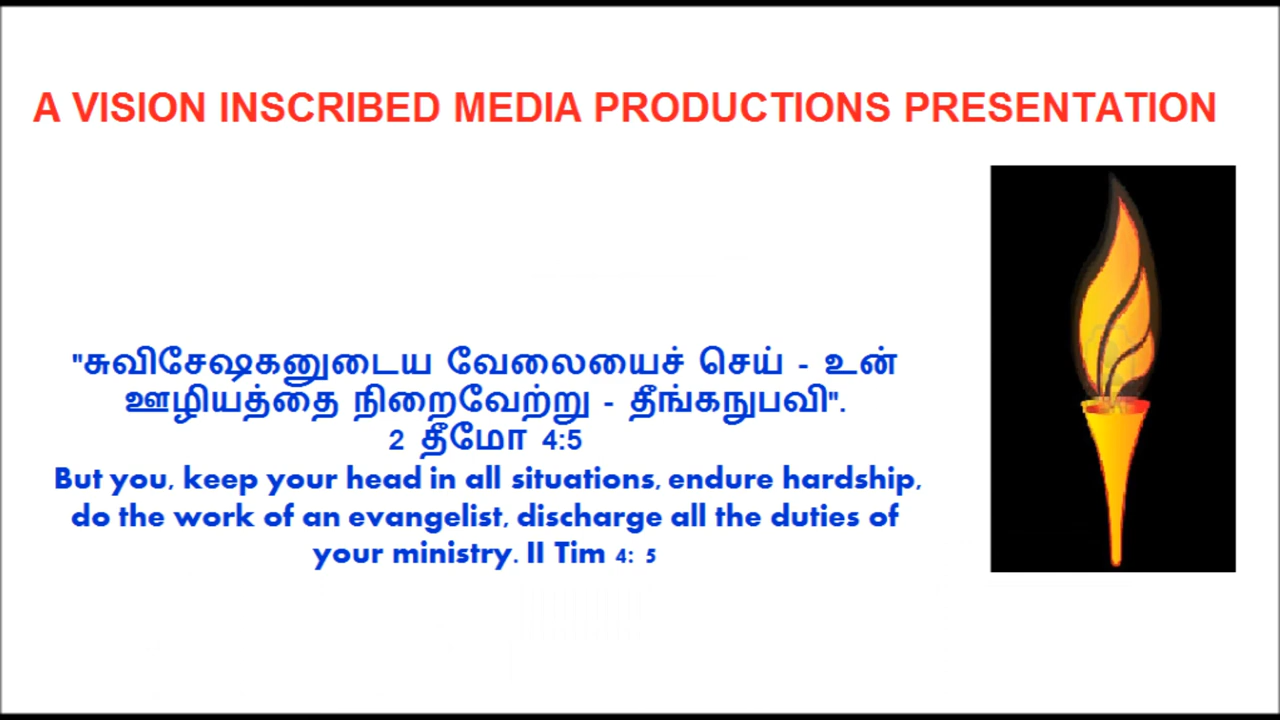 A VISION INSCRIBED MEDIA PRODUCTIONS PRESENTATION
"சுவிசேஷகனுடைய வேலையைச் செய் - உன்
ஊழியத்தை நிறைவேற்று - தீங்கநுபவி".
2 தீமோ 4:5
But you, keep your head in all situations, endure hardship,
do the work of an evangelist, discharge all the duties of
your ministry. II Tim 4: 5